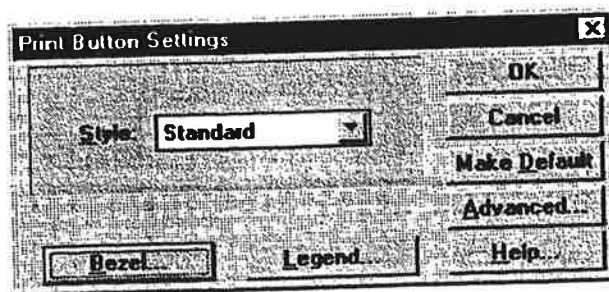 Print Button Settings
OK
Style: Standard
Cancel
Make Default
Advanced...
Bezel...
Legend...
Help...